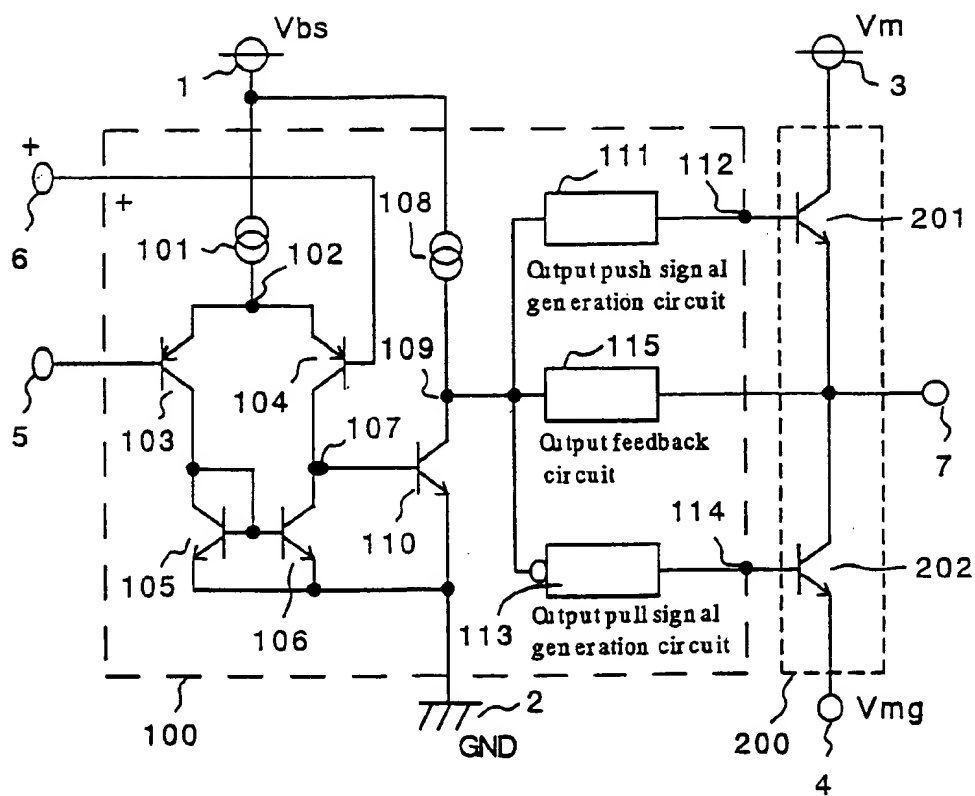 Vbs
Vm
1
3
+
+
6
101
102
108
111
112
201
Output push signal
generation circuit
5
103
104
109
107
115
7
Output feedback
circuit
105
106
110
114
202
113
Output pull signal
generation circuit
100
2
GND
200
Vmg
4